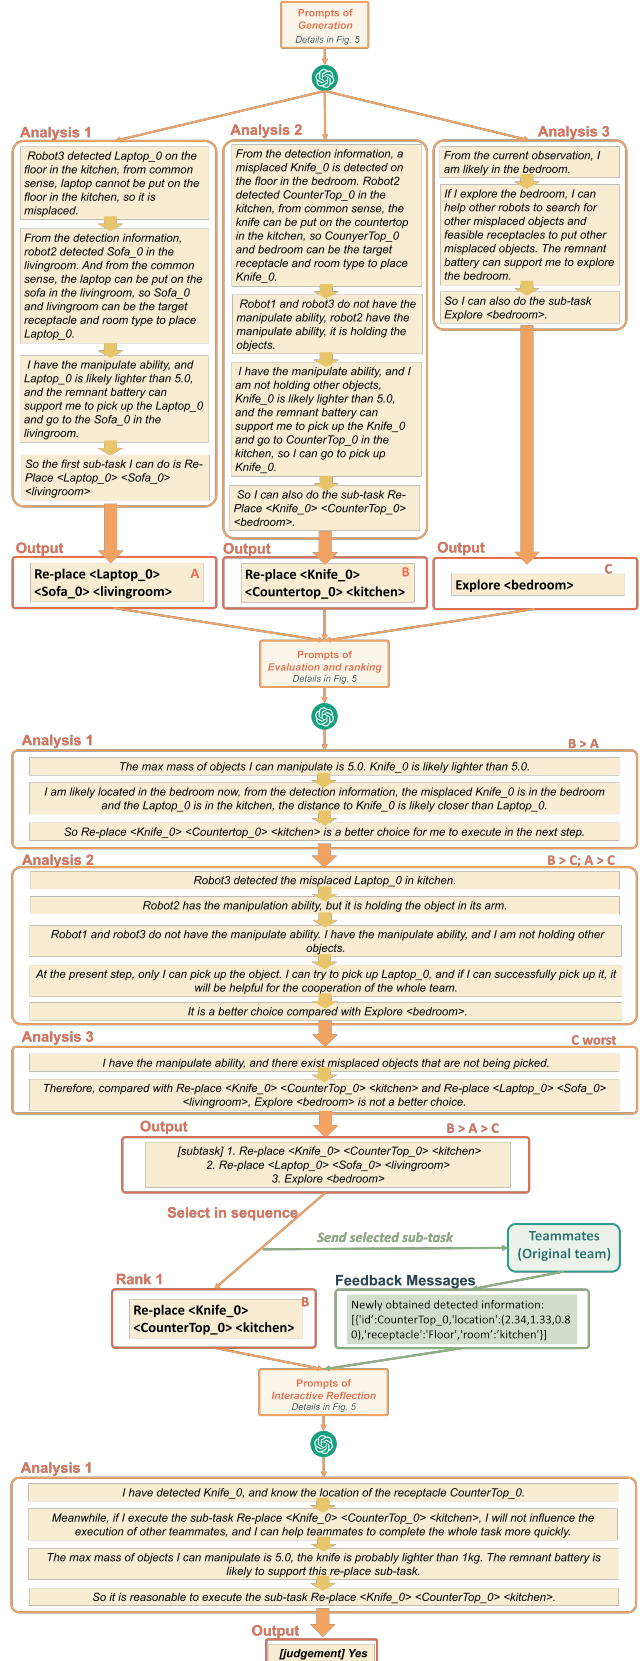 Prompts of
Generation
Details in Fig. 5
Analysis 1
Robot3 detected Laptop_0 on the
floor in the kitchen, from common
sense, laptop cannot be put on the
floor in the kitchen, so it is
misplaced.
From the detection information,
robot2 detected Sofa_0 in the
livingroom. And from the common
sense, the laptop can be put on the
sofa in the livingroom, so Sofa_0
and livingroom can be the target
receptacle and room type to place
Laptop_0.
I have the manipulate ability, and
Laptop_0 is likely lighter than 5.0,
and the remnant battery can
support me to pick up the Laptop_0
and go to the Sofa_0 in the
livingroom.
So the first sub-task I can do is Re-
Place <Laptop_0> <Sofa_0>
<livingroom>
Analysis 2
From the detection information, a
misplaced Knife_0 is detected on
the floor in the bedroom. Robot2
detected CounterTop_0 in the
kitchen, from common sense, the
knife can be put on the countertop
in the kitchen, so CounyerTop_0
and bedroom can be the target
receptacle and room type to place
Knife_0.
Robot1 and robot3 do not have the
manipulate ability, robot2 have the
manipulate ability, it is holding the
objects.
I have the manipulate ability, and I
am not holding other objects,
Knife_0 is likely lighter than 5.0,
and the remnant battery can
support me to pick up the Knife_0
and go to CounterTop_0 in the
kitchen, so I can go to pick up
Knife_0.
So I can also do the sub-task Re-
Place <Knife_0> <CounterTop_0>
<bedroom>.
Analysis 3
From the current observation, I
am likely in the bedroom.
If I explore the bedroom, I can
help other robots to search for
other misplaced objects and
feasible receptacles to put other
misplaced objects. The remnant
battery can support me to explore
the bedroom.
So I can also do the sub-task
Explore <bedroom>.
Output
Re-place <Laptop_0>
<Sofa_0> <livingroom>
A
Output
Re-place <Knife_0>
<Countertop_0> <kitchen>
B
Output
Explore <bedroom>
C
Prompts of
Evaluation and ranking
Details in Fig. 5
Analysis 1
B > A
The max mass of objects I can manipulate is 5.0. Knife_0 is likely lighter than 5.0.
I am likely located in the bedroom now, from the detection information, the misplaced Knife_0 is in the bedroom
and the Laptop_0 is in the kitchen, the distance to Knife_0 is likely closer than Laptop_0.
So Re-place <Knife_0> <Countertop_0> <kitchen> is a better choice for me to execute in the next step.
Analysis 2
B > C; A > C
Robot3 detected the misplaced Laptop_0 in kitchen.
Robot2 has the manipulation ability, but it is holding the object in its arm.
Robot1 and robot3 do not have the manipulate ability. I have the manipulate ability, and I am not holding other
objects.
At the present step, only I can pick up the object. I can try to pick up Laptop_0, and if I can successfully pick up it, it
will be helpful for the cooperation of the whole team.
It is a better choice compared with Explore <bedroom>.
Analysis 3
C worst
I have the manipulate ability, and there exist misplaced objects that are not being picked.
Therefore, compared with Re-place <Knife_0> <CounterTop_0> <kitchen> and Re-place <Laptop_0> <Sofa_0>
<livingroom>, Explore <bedroom> is not a better choice.
Output
B > A > C
[subtask] 1. Re-place <Knife_0> <CounterTop_0> <kitchen>
2. Re-place <Laptop_0> <Sofa_0> <livingroom>
3. Explore <bedroom>
Select in sequence
Send selected sub-task
Teammates
(Original team)
Rank 1
Re-place <Knife_0>
<CounterTop_0> <kitchen>
B
Feedback Messages
Newly obtained detected information:
[{'id':CounterTop_0,'location':(2.34,1.33,0.8
0),'receptacle':'Floor','room':'kitchen'}]
Prompts of
Interactive Reflection
Details in Fig. 5
Analysis 1
I have detected Knife_0, and know the location of the receptacle CounterTop_0.
Meanwhile, if I execute the sub-task Re-place <Knife_0> <CounterTop_0> <kitchen>, I will not influence the
execution of other teammates, and I can help teammates to complete the whole task more quickly.
The max mass of objects I can manipulate is 5.0, the knife is probably lighter than 1kg. The remnant battery is
likely to support this re-place sub-task.
So it is reasonable to execute the sub-task Re-place <Knife_0> <CounterTop_0> <kitchen>.
Output
[judgement] Yes